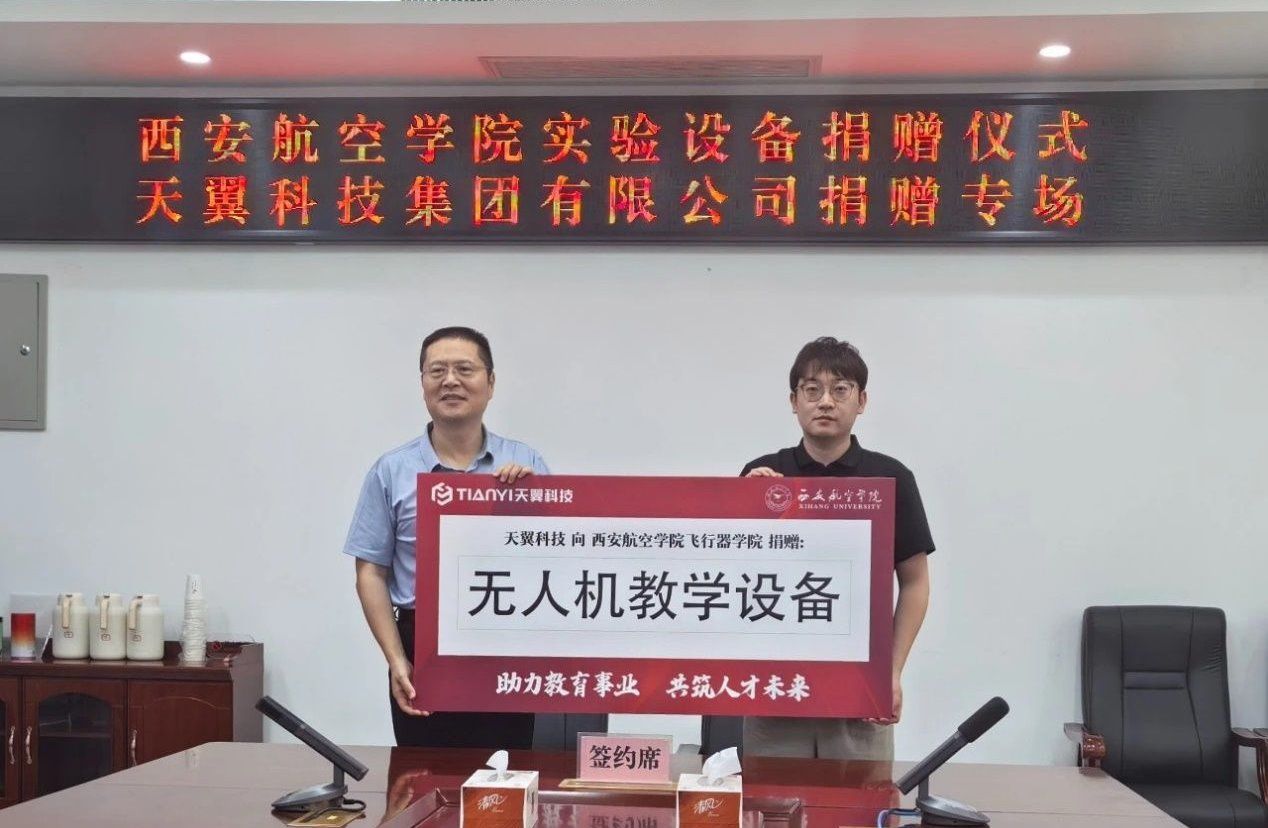 西安航空学院实验设备捐赠仪式
天翼科技集团有限公司捐赠专场
TIANYI天翼科技
西安航空学院
XIHANG UNIVERSITY
天翼科技 向 西安航空学院飞行器学院 捐赠:
无人机教学设备
助力教育事业 共筑人才未来
签约席
清风
清风